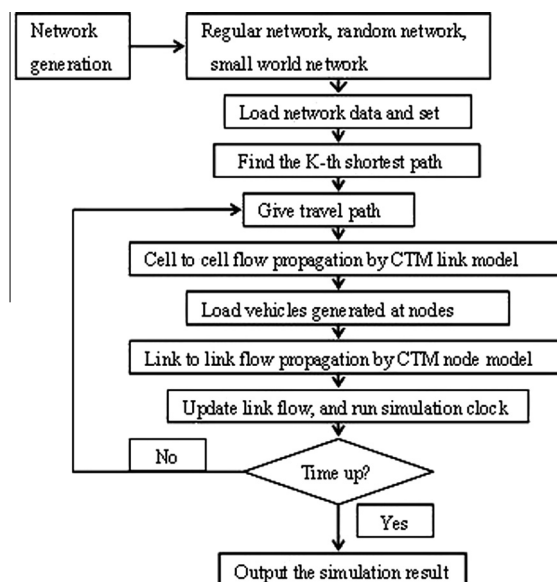 Network
generation
Regular network, random network,
small world network
Load network data and set
Find the K-th shortest path
Give travel path
Cell to cell flow propagation by CTM link model
Load vehicles generated at nodes
Link to link flow propagation by CTM node model
Update link flow, and run simulation clock
No
Time up?
Yes
Output the simulation result